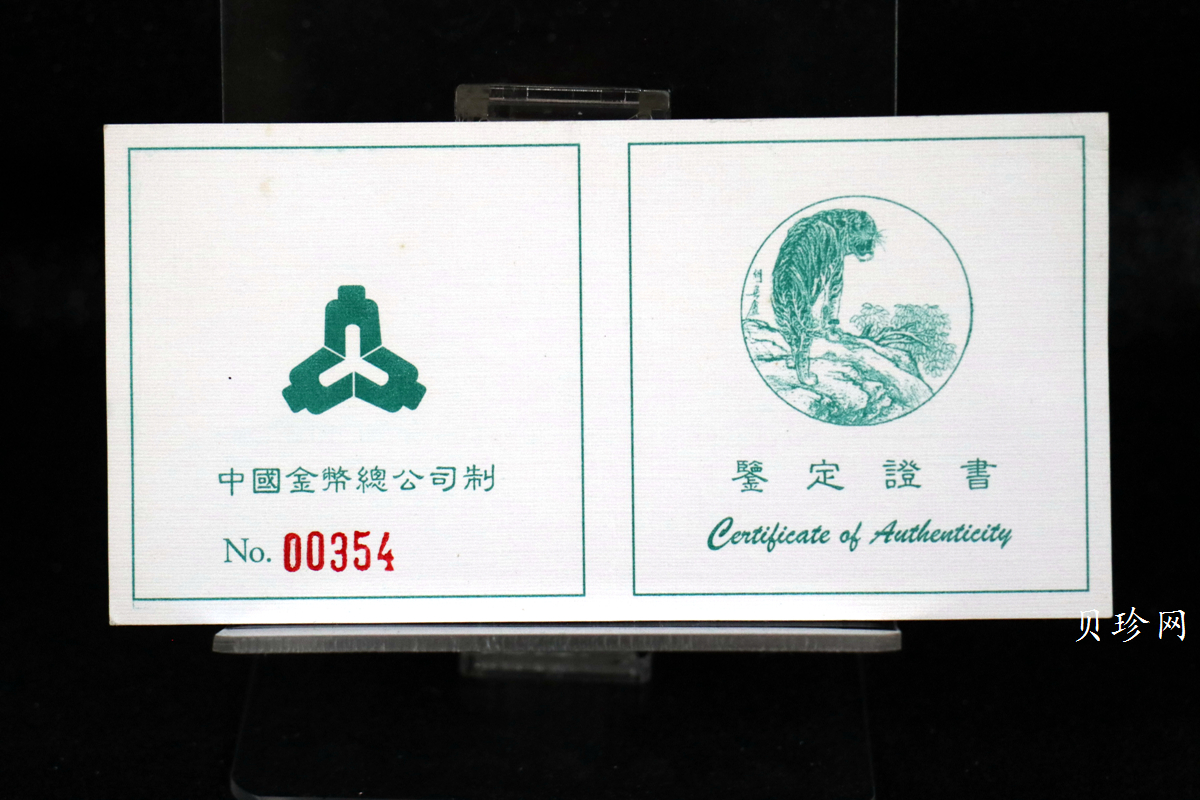 中國金幣總公司制
No. 00354
鑒定證書
Certificate of Authenticity
贝珍网